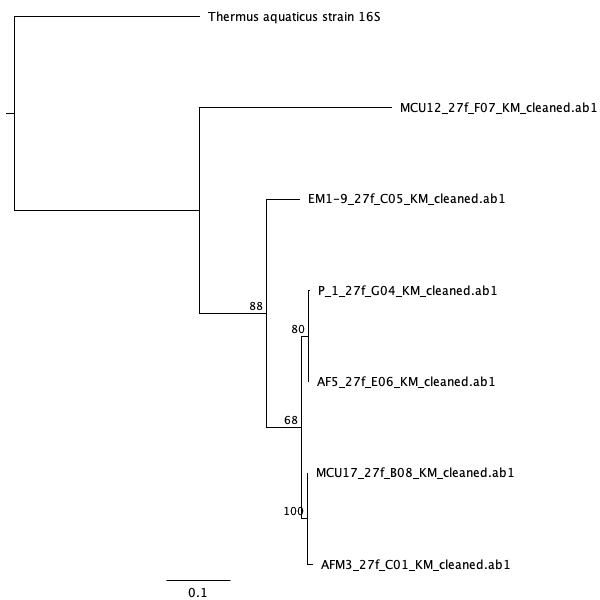 Thermus aquaticus strain 16S
MCU12_27f_F07_KM_cleaned.ab1
EM1-9_27f_C05_KM_cleaned.ab1
P_1_27f_G04_KM_cleaned.ab1
88
80
AF5_27f_E06_KM_cleaned.ab1
68
MCU17_27f_B08_KM_cleaned.ab1
100
AFM3_27f_C01_KM_cleaned.ab1
0.1